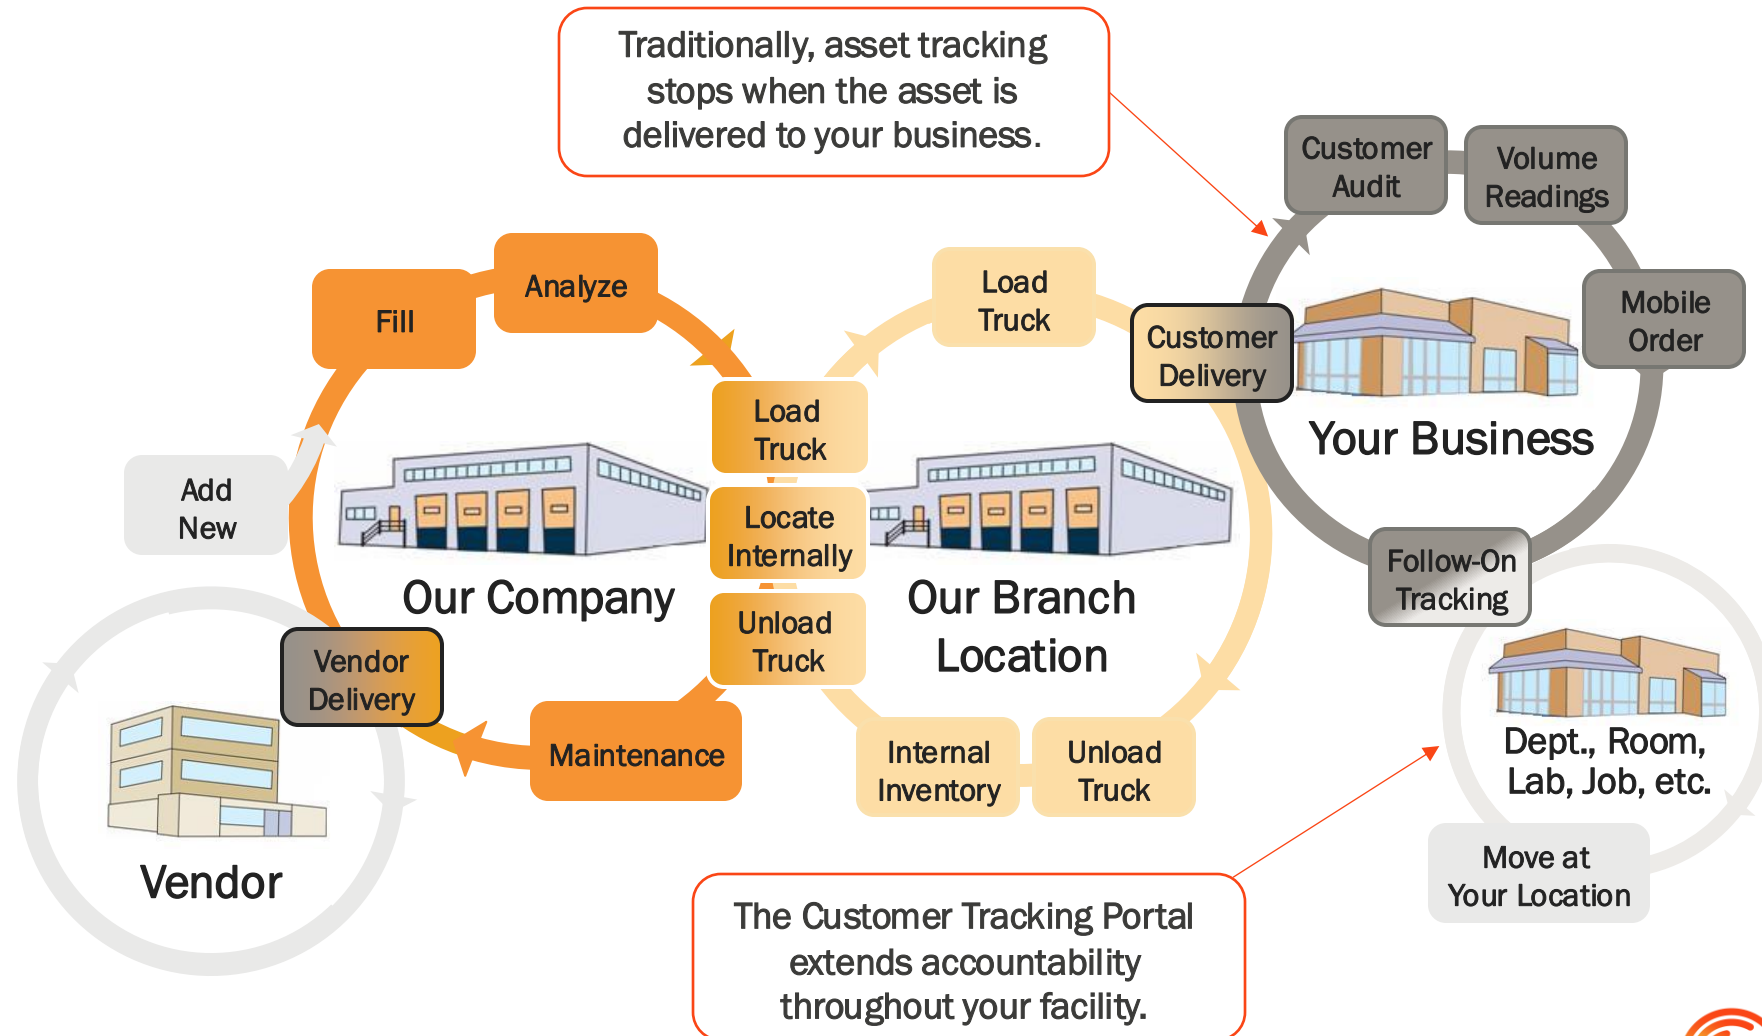 Traditionally, asset tracking
stops when the asset is
delivered to your business.
Customer
Audit
Volume
Readings
Mobile
Order
Load
Truck
Customer
Delivery
Your Business
Analyze
Fill
Load
Truck
Add
New
Locate
Internally
Our Company
Our Branch
Location
Unload
Truck
Follow-On
Tracking
Vendor
Delivery
Maintenance
Internal
Inventory
Unload
Truck
Dept., Room,
Lab, Job, etc.
Vendor
Move at
Your Location
The Customer Tracking Portal
extends accountability
throughout your facility.